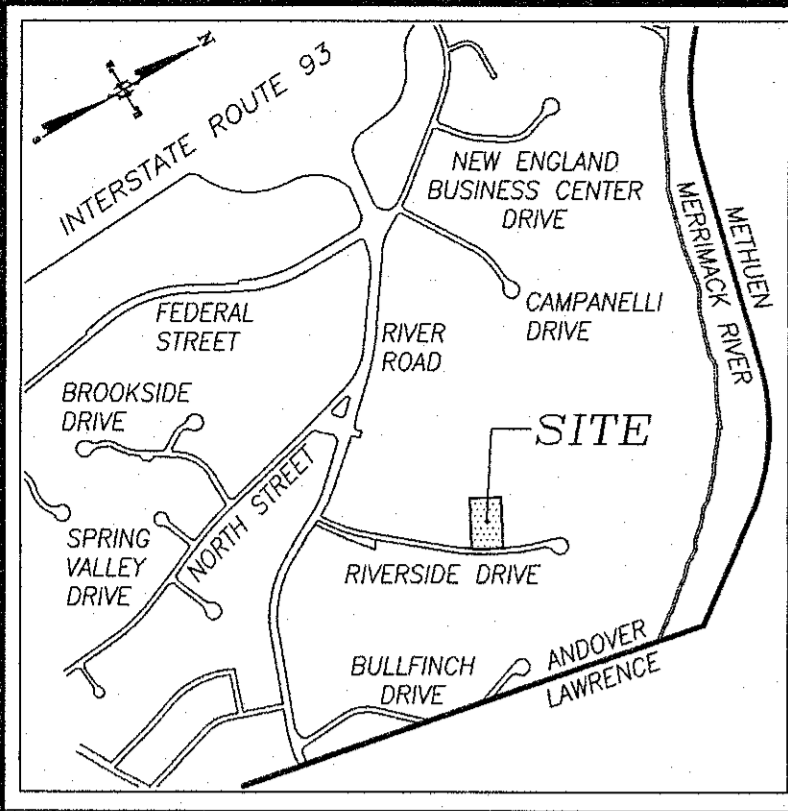 N
INTERSTATE ROUTE 93
NEW ENGLAND
BUSINESS CENTER
DRIVE
METHUEN
MERRIMACK RIVER
CAMPANELLI
DRIVE
FEDERAL
STREET
RIVER
ROAD
BROOKSIDE
DRIVE
SITE
NORTH STREET
SPRING
VALLEY
DRIVE
RIVERSIDE DRIVE
BULLFINCH
DRIVE
ANDOVER
LAWRENCE